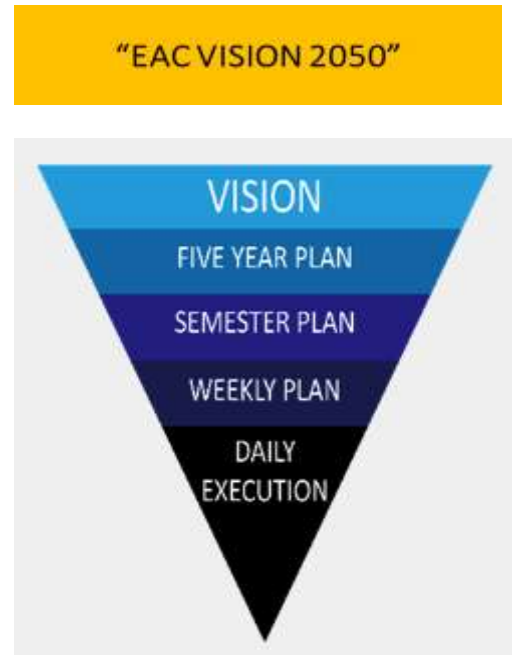 “EAC VISION 2050”
VISION
FIVE YEAR PLAN
SEMESTER PLAN
WEEKLY PLAN
DAILY
EXECUTION